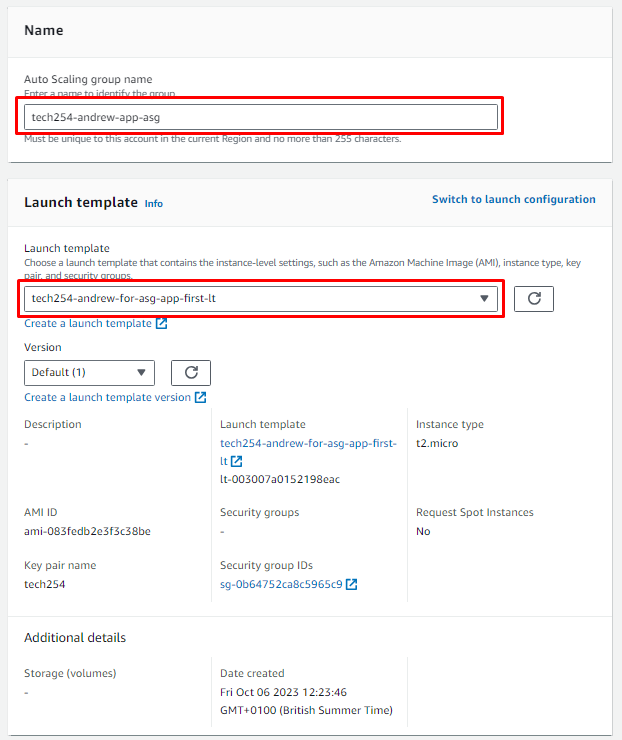 Name
Auto Scaling group name
Enter a name to identify the group.
tech254-andrew-app-asg
Must be unique to this account in the current Region and no more than 255 characters.
Launch template Info
Switch to launch configuration
Launch template
Choose a launch template that contains the instance-level settings, such as the Amazon Machine Image (AMI), instance type, key
pair, and security groups.
tech254-andrew-for-asg-app-first-lt
Create a launch template
Version
Default (1)
Create a launch template version
Description
-
Launch template
tech254-andrew-for-asg-app-first-
lt
lt-003007a0152198eac
Instance type
t2.micro
AMI ID
ami-083fedb2e3f3c38be
Security groups
-
Request Spot Instances
No
Key pair name
tech254
Security group IDs
sg-0b64752ca8c5965c9
Additional details
Storage (volumes)
-
Date created
Fri Oct 06 2023 12:23:46
GMT+0100 (British Summer Time)